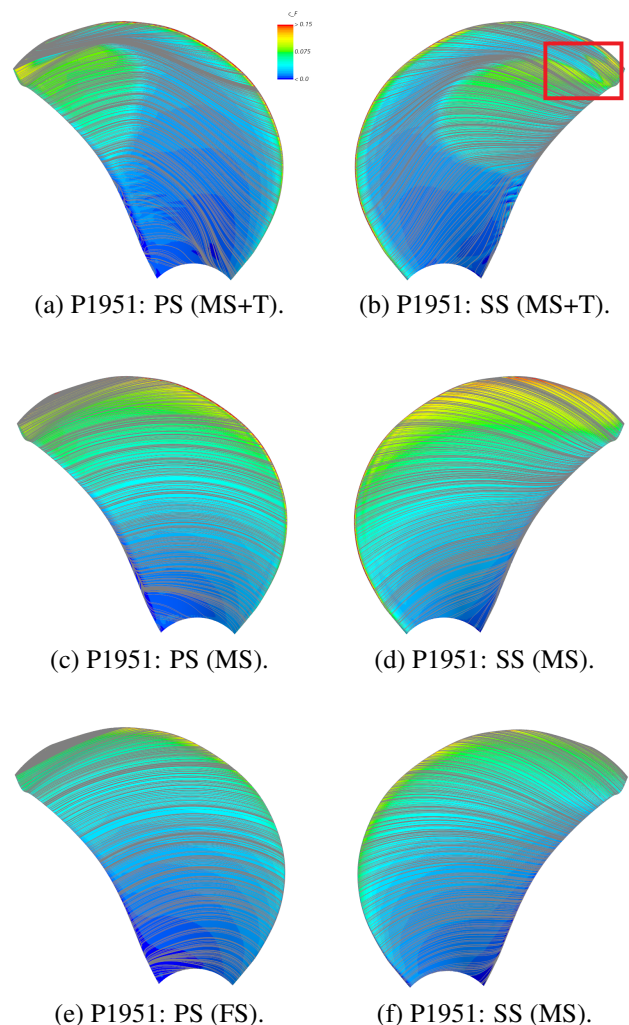 c_F
> 0.15
0.075
< 0.0
(a) P1951: PS (MS+T).
(b) P1951: SS (MS+T).
(c) P1951: PS (MS).
(d) P1951: SS (MS).
(e) P1951: PS (FS).
(f) P1951: SS (MS).